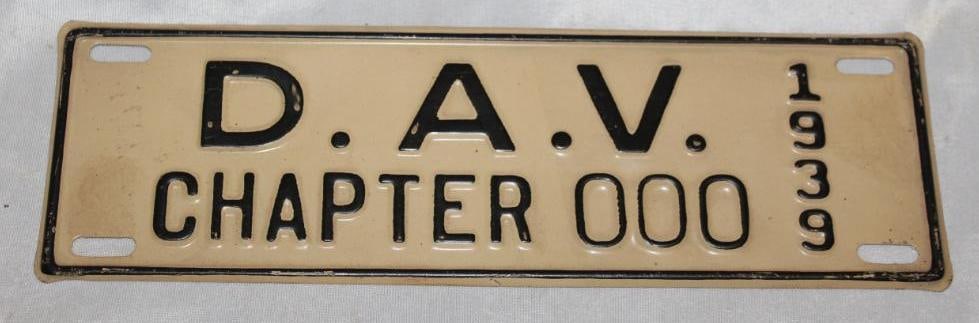 D.A.V.
CHAPTER 000
1939